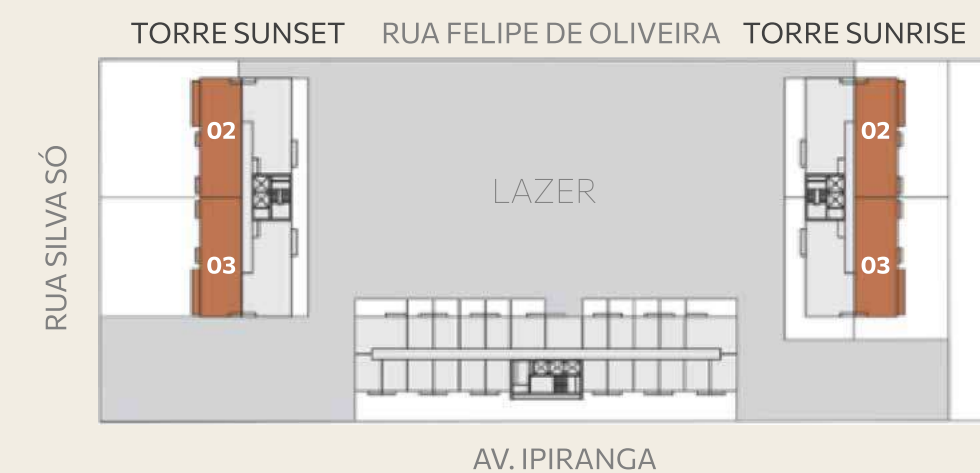 TORRE SUNSET
RUA FELIPE DE OLIVEIRA
TORRE SUNRISE
RUA SILVA SÓ
02
02
LAZER
03
03
AV. IPIRANGA